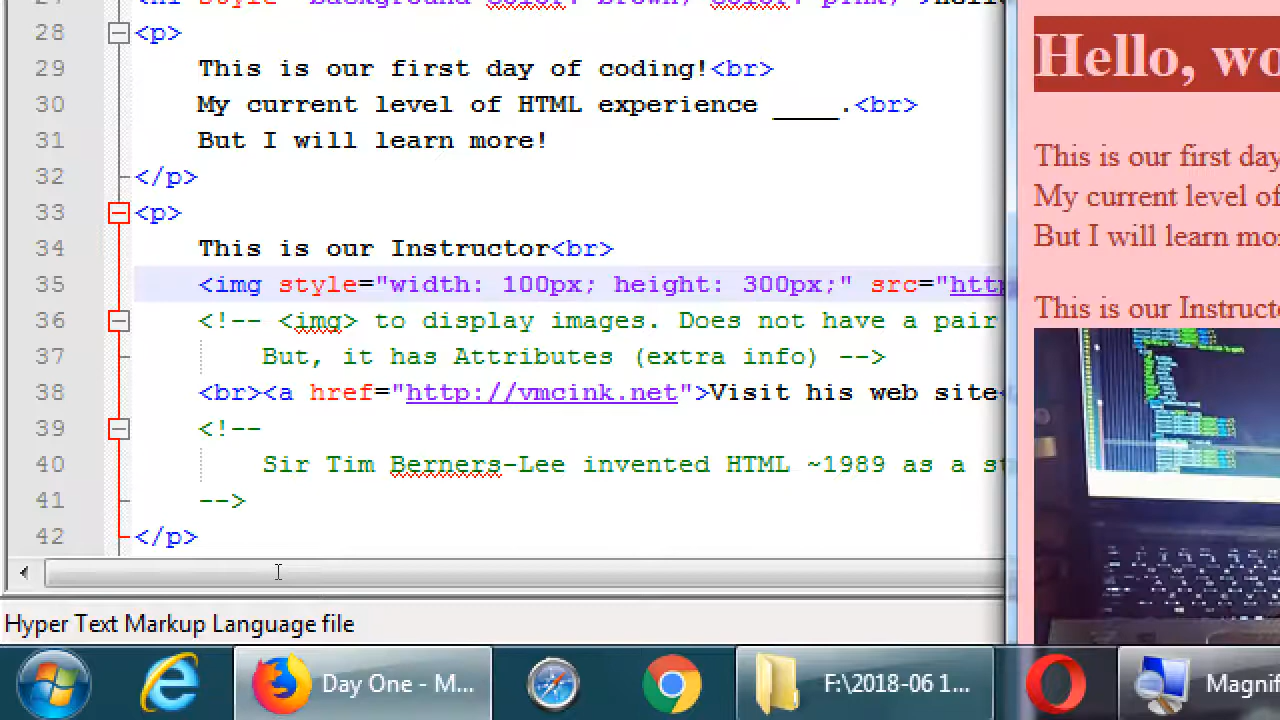 28 <p>
29 This is our first day of coding!<br>
30 My current level of HTML experience ____.<br>
31 But I will learn more!
32 </p>
33 <p>
34 This is our Instructor<br>
35 <img style="width: 100px; height: 300px;" src="http
36 <!-- <img> to display images. Does not have a pair
37 But, it has Attributes (extra info) -->
38 <br><a href="http://vmcink.net">Visit his web site
39 <!--
40 Sir Tim Berners-Lee invented HTML ~1989 as a st
41 -->
42 </p>
Hyper Text Markup Language file
Hello, wo
This is our first day
My current level of
But I will learn mo
This is our Instruct
Day One - M...
F:\2018-06 1...
Magnif